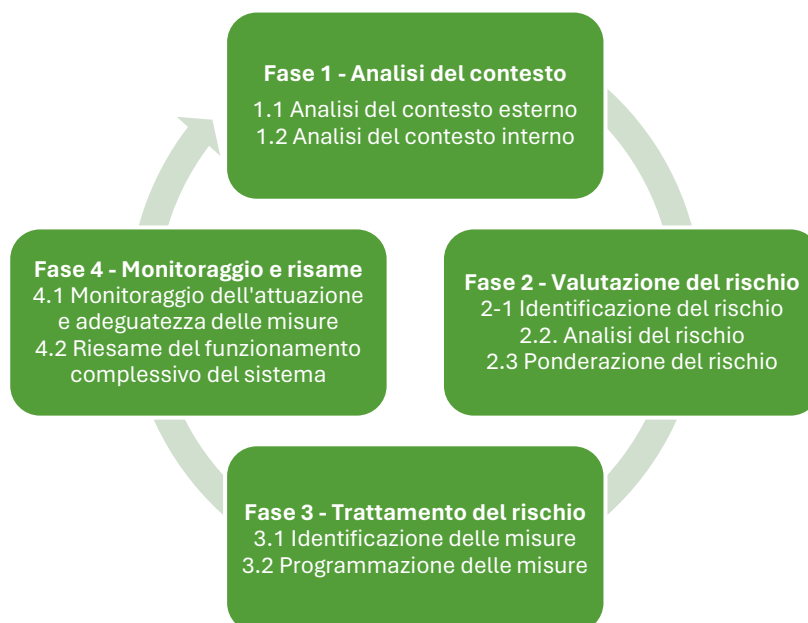 Fase 1 - Analisi del contesto
1.1 Analisi del contesto esterno
1.2 Analisi del contesto interno
Fase 2 - Valutazione del rischio
2-1 Identificazione del rischio
2.2. Analisi del rischio
2.3 Ponderazione del rischio
Fase 3 - Trattamento del rischio
3.1 Identificazione delle misure
3.2 Programmazione delle misure
Fase 4 - Monitoraggio e risame
4.1 Monitoraggio dell'attuazione
e adeguatezza delle misure
4.2 Riesame del funzionamento
complessivo del sistema